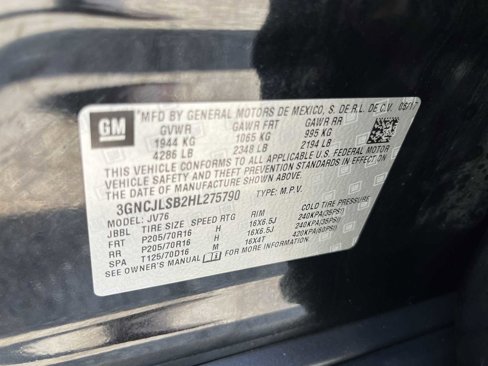 GM
MFD BY GENERAL MOTORS DE MEXICO, S. DE R.L. DE C.V. 05/17
GVWR GAWR FRT GAWR RR
1944 KG 1065 KG 995 KG
4286 LB 2348 LB 2194 LB
THIS VEHICLE CONFORMS TO ALL APPLICABLE U.S. FEDERAL MOTOR
VEHICLE SAFETY, BUMPER, AND THEFT PREVENTION STANDARDS IN EFFECT ON
THE DATE OF MANUFACTURE SHOWN ABOVE.
3GNCJLSB2HL275790 TYPE: M.P.V.
MODEL: JV76
JBBL TIRE SIZE SPEED RTG RIM COLD TIRE PRESSURE
FRT P205/70R16 H 16X6.5J 240KPA(35PSI)
RR P205/70R16 H 16X6.5J 240KPA(35PSI)
SPA T125/70D16 M 16X4T 420KPA(60PSI)
SEE OWNER'S MANUAL